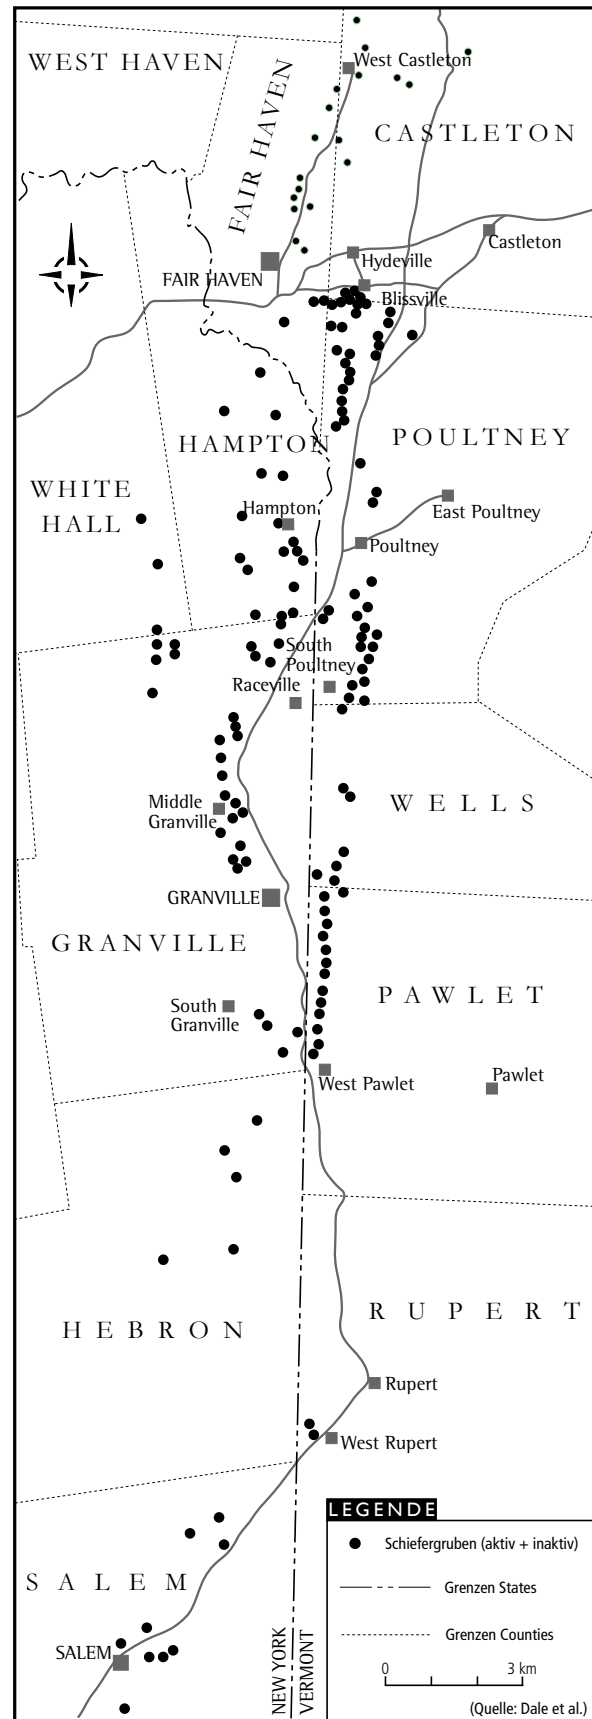 WEST HAVEN
FAIR HAVEN
West Castleton
CASTLETON
Castleton
Hydeville
FAIR HAVEN
Blissville
HAMPTON
POULTNEY
WHITE
HALL
Hampton
East Poultney
Poultney
South
Poultney
Raceville
Middle
Granville
WELLS
GRANVILLE
GRANVILLE
PAWLET
South
Granville
West Pawlet
Pawlet
HEBRON
RUPERT
Rupert
West Rupert
SALEM
SALEM
NEW YORK
VERMONT
LEGENDE
Schiefergruben (aktiv + inaktiv)
Grenzen States
Grenzen Counties
0 3 km
(Quelle: Dale et al.)